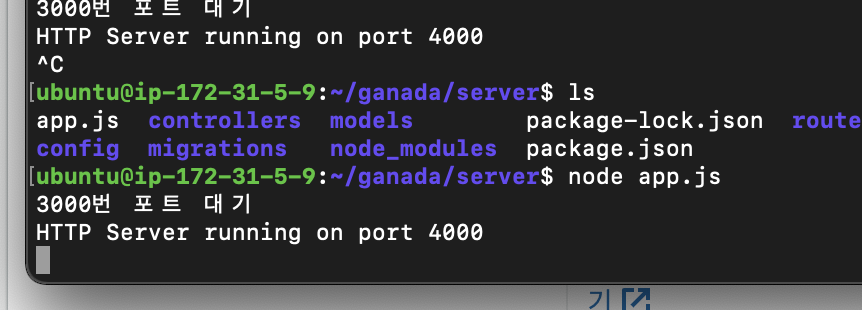 3000번 포트 대기
HTTP Server running on port 4000
^C
[ubuntu@ip-172-31-5-9:~/ganada/server$ ls
app.js controllers models package-lock.json route
config migrations node_modules package.json
[ubuntu@ip-172-31-5-9:~/ganada/server$ node app.js
3000번 포트 대기
HTTP Server running on port 4000
기